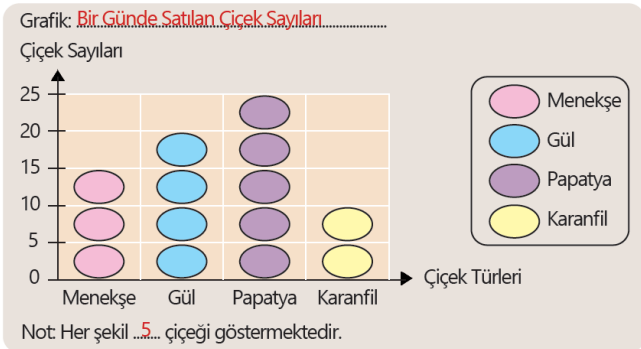 Grafik: Bir Günde Satılan Çiçek Sayıları
Çiçek Sayıları
25
20
15
10
5
0
Menekşe Gül Papatya Karanfil
Çiçek Türleri
Menekşe
Gül
Papatya
Karanfil
Not: Her şekil 5 çiçeği göstermektedir.